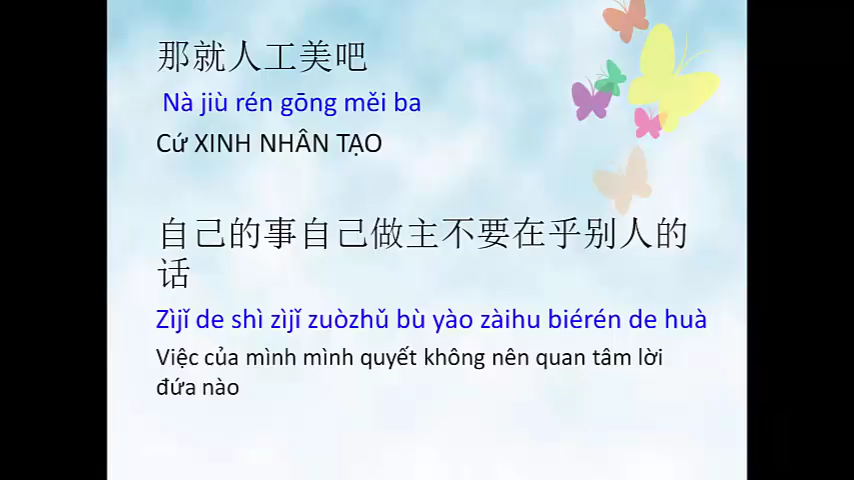 那就人工美吧
Nà jiù rén gōng měi ba
Cứ XINH NHÂN TẠO
自己的事自己做主不要在乎别人的
话
Zìjǐ de shì zìjǐ zuòzhǔ bù yào zàihu biérén de huà
Việc của mình mình quyết không nên quan tâm lời
đứa nào